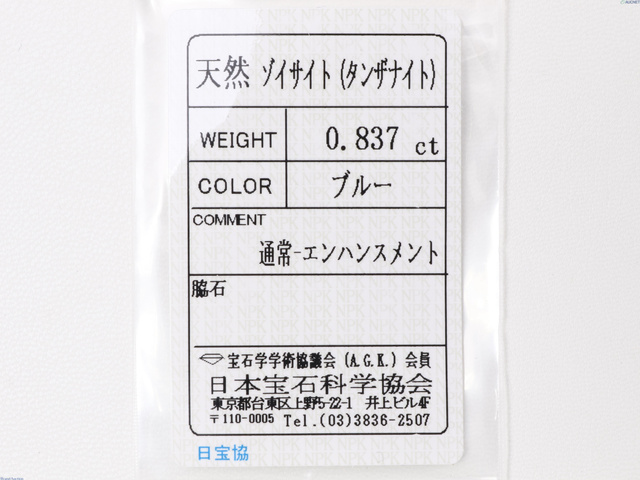 天然 ゾイサイト(タンザナイト)
WEIGHT 0.837 ct
COLOR ブルー
COMMENT
通常-エンハンスメント
脇石
宝石学学術協議会(A.G.K.)会員
日本宝石科学協会
東京都台東区上野5-22-1 井上ビル4F
〒110-0005 Tel.(03)3836-2507
日宝協